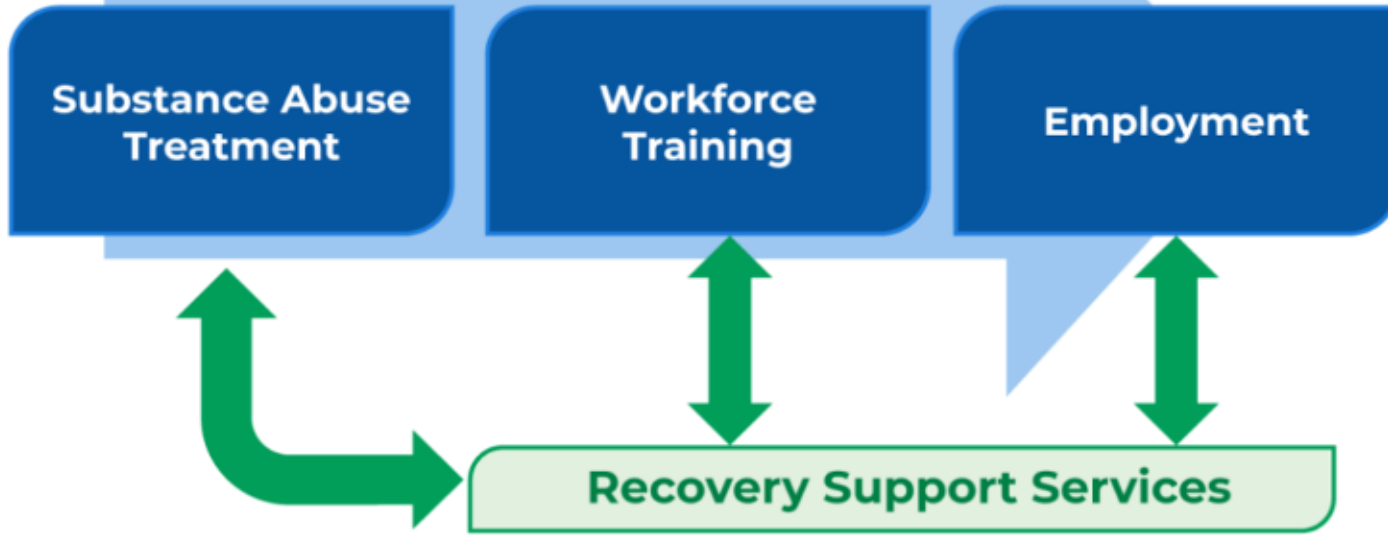 Substance Abuse
Treatment
Workforce
Training
Employment
Recovery Support Services